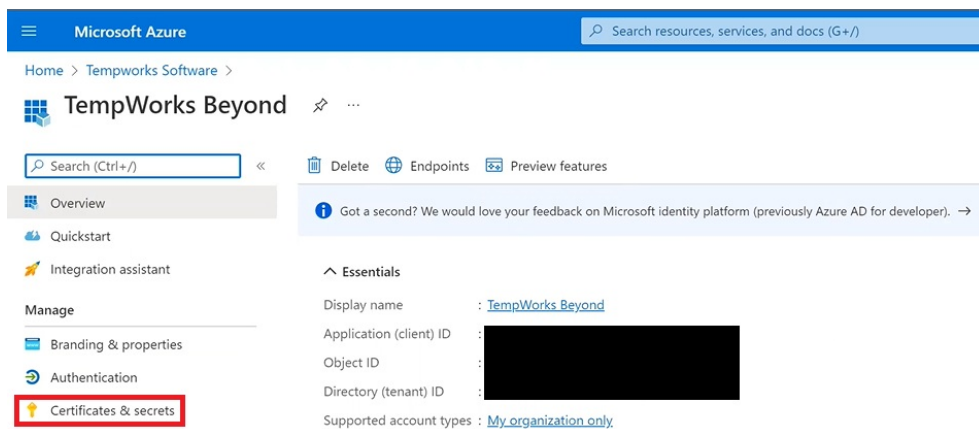 Microsoft Azure
Search resources, services, and docs (G+/)
Home > Tempworks Software >
TempWorks Beyond ...
Search (Ctrl+/) «
Overview
Quickstart
Integration assistant
Manage
Branding & properties
Authentication
Certificates & secrets
Delete Endpoints Preview features
Got a second? We would love your feedback on Microsoft identity platform (previously Azure AD for developer). →
Essentials
Display name : TempWorks Beyond
Application (client) ID :
Object ID :
Directory (tenant) ID :
Supported account types : My organization only